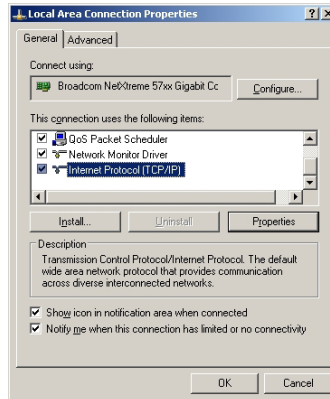 Local Area Connection Properties
General
Advanced
Connect using:
Broadcom NetXtreme 57xx Gigabit Cc
Configure...
This connection uses the following items:
QoS Packet Scheduler
Network Monitor Driver
Internet Protocol (TCP/IP)
Install...
Uninstall
Properties
Description
Transmission Control Protocol/Internet Protocol. The default
wide area network protocol that provides communication
across diverse interconnected networks.
Show icon in notification area when connected
Notify me when this connection has limited or no connectivity
OK
Cancel